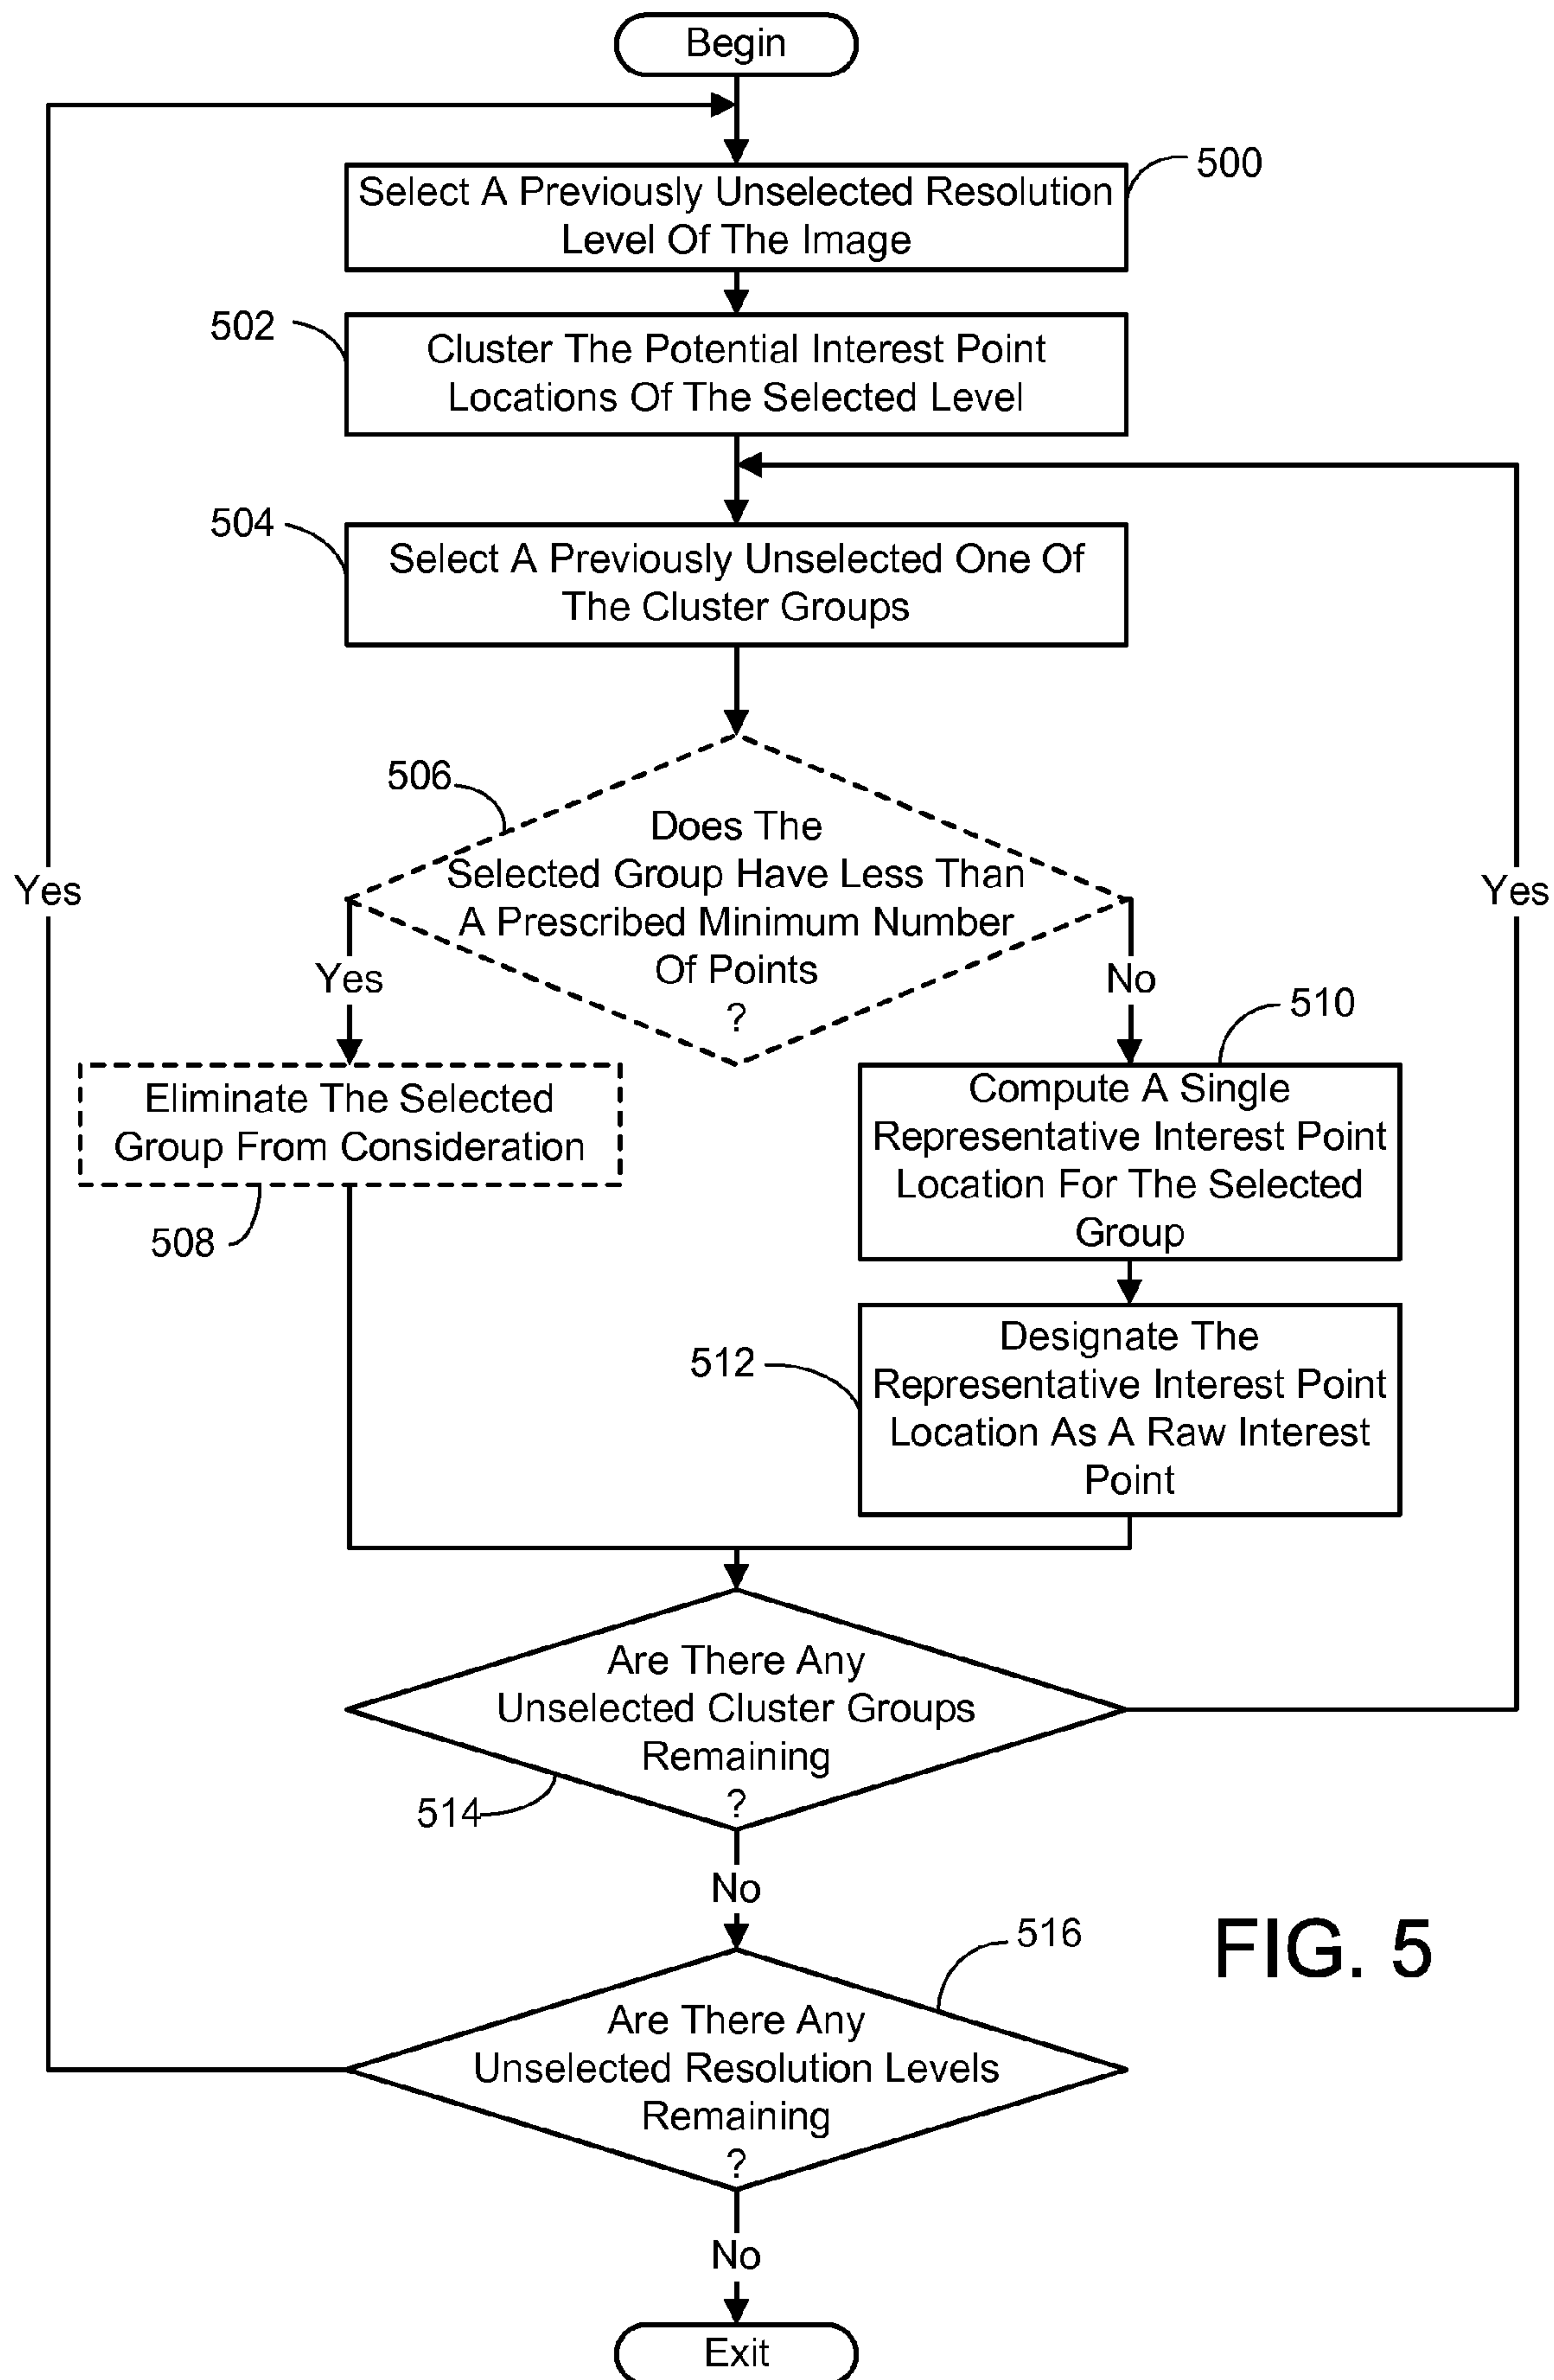 Begin
500
Select A Previously Unselected Resolution
Level Of The Image
502
Cluster The Potential Interest Point
Locations Of The Selected Level
504
Select A Previously Unselected One Of
The Cluster Groups
506
Does The
Selected Group Have Less Than
A Prescribed Minimum Number
Of Points
?
Yes
Yes
Yes
No
510
Eliminate The Selected
Group From Consideration
508
Compute A Single
Representative Interest Point
Location For The Selected
Group
512
Designate The
Representative Interest Point
Location As A Raw Interest
Point
Are There Any
Unselected Cluster Groups
Remaining
?
514
No
516
FIG. 5
Are There Any
Unselected Resolution Levels
Remaining
?
No
Exit